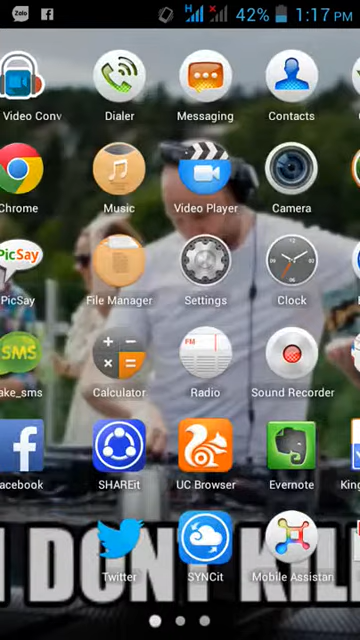 Zalo H 42% 1:17 PM
Video Conv Dialer Messaging Contacts
Chrome Music Video Player Camera
PicSay
PicSay File Manager Settings Clock
SMS FM
ake_sms Calculator Radio Sound Recorder
acebook SHAREit UC Browser Evernote King
I DONT KILL
Twitter SYNCit Mobile Assistan